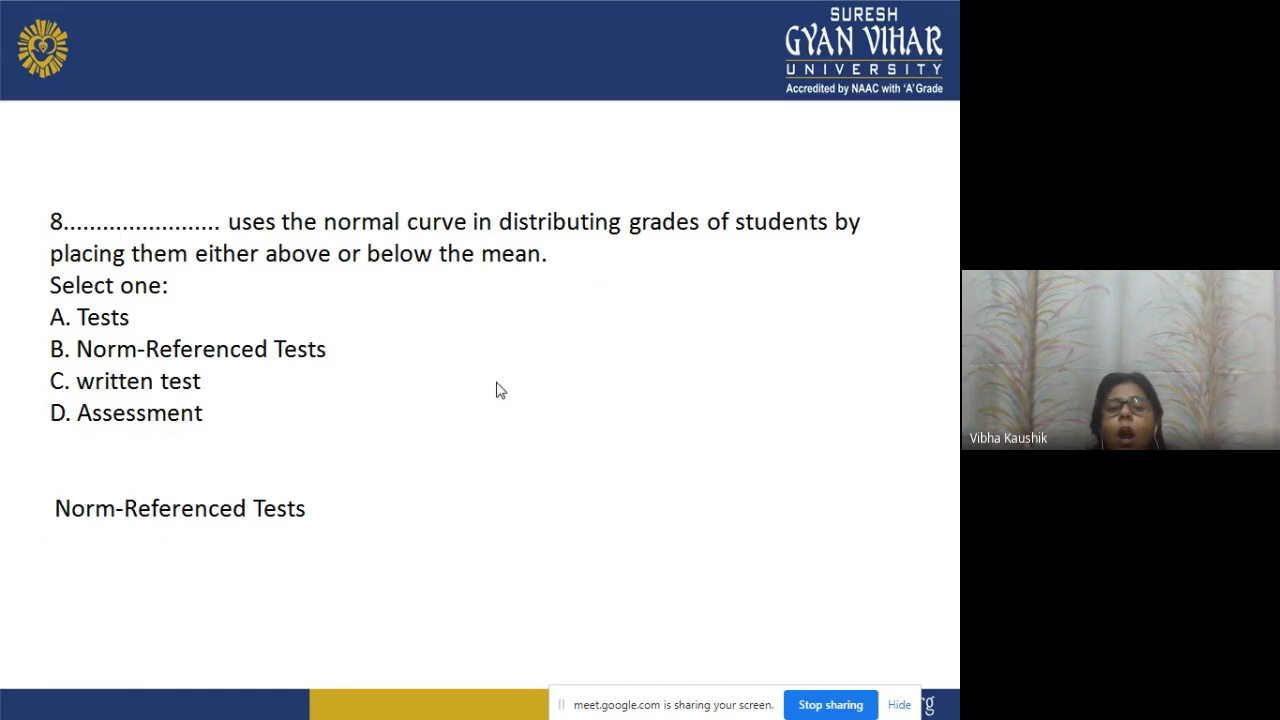 SURESH
GYAN VIHAR
UNIVERSITY
Accredited by NAAC with 'A' Grade
8........................ uses the normal curve in distributing grades of students by
placing them either above or below the mean.
Select one:
A. Tests
B. Norm-Referenced Tests
C. written test
D. Assessment
Norm-Referenced Tests
Vibha Kaushik
meet.google.com is sharing your screen.
Stop sharing
Hide